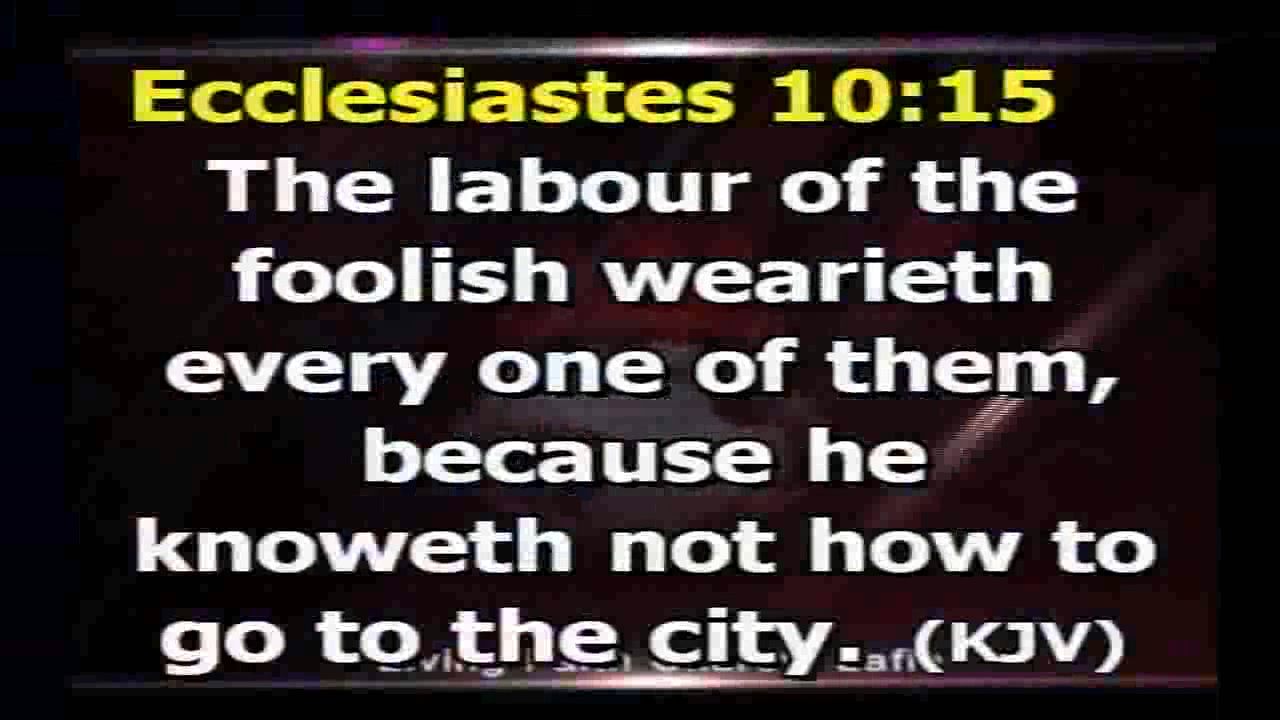 Ecclesiastes 10:15
The labour of the
foolish wearieth
every one of them,
because he
knoweth not how to
go to the city. (KJV)